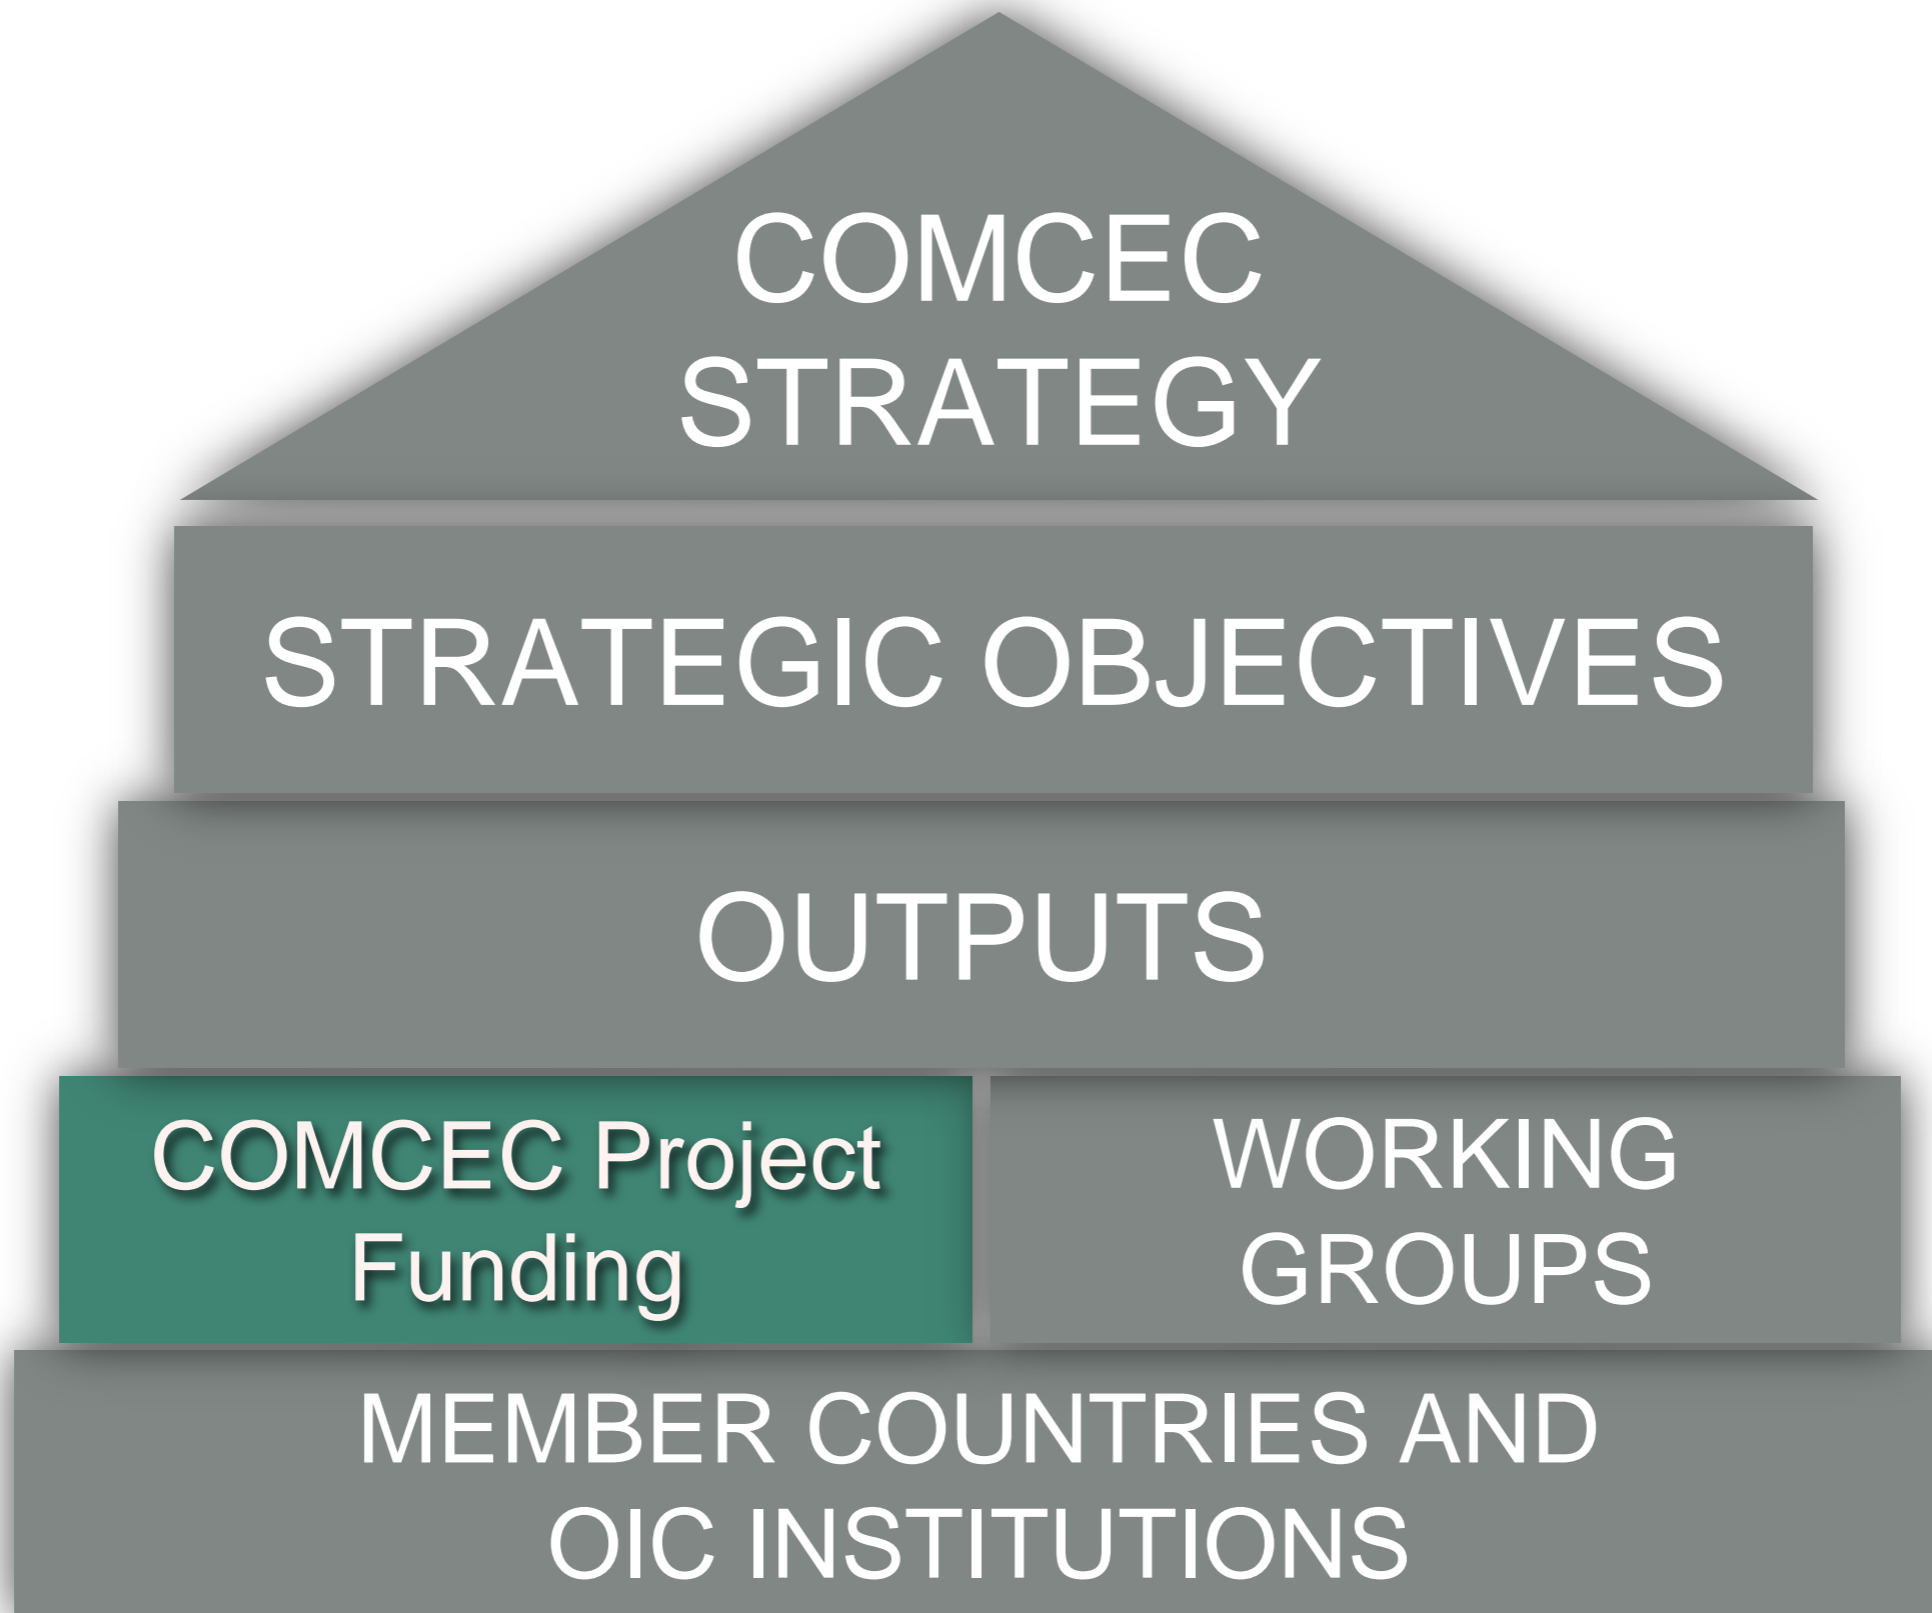 COMCEC
STRATEGY
STRATEGIC OBJECTIVES
OUTPUTS
COMCEC Project
Funding
WORKING
GROUPS
MEMBER COUNTRIES AND
OIC INSTITUTIONS